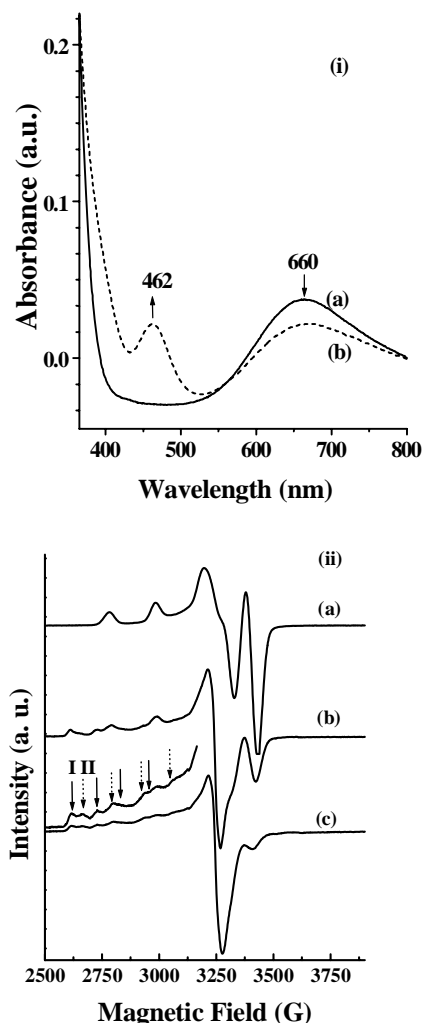 0.2
(i)
0.1
462
660
(a)
(b)
0.0
Absorbance (a.u.)
400 500 600 700 800
Wavelength (nm)
(ii)
(a)
(b)
I II
(c)
Intensity (a. u.)
2500 2750 3000 3250 3500 3750
Magnetic Field (G)